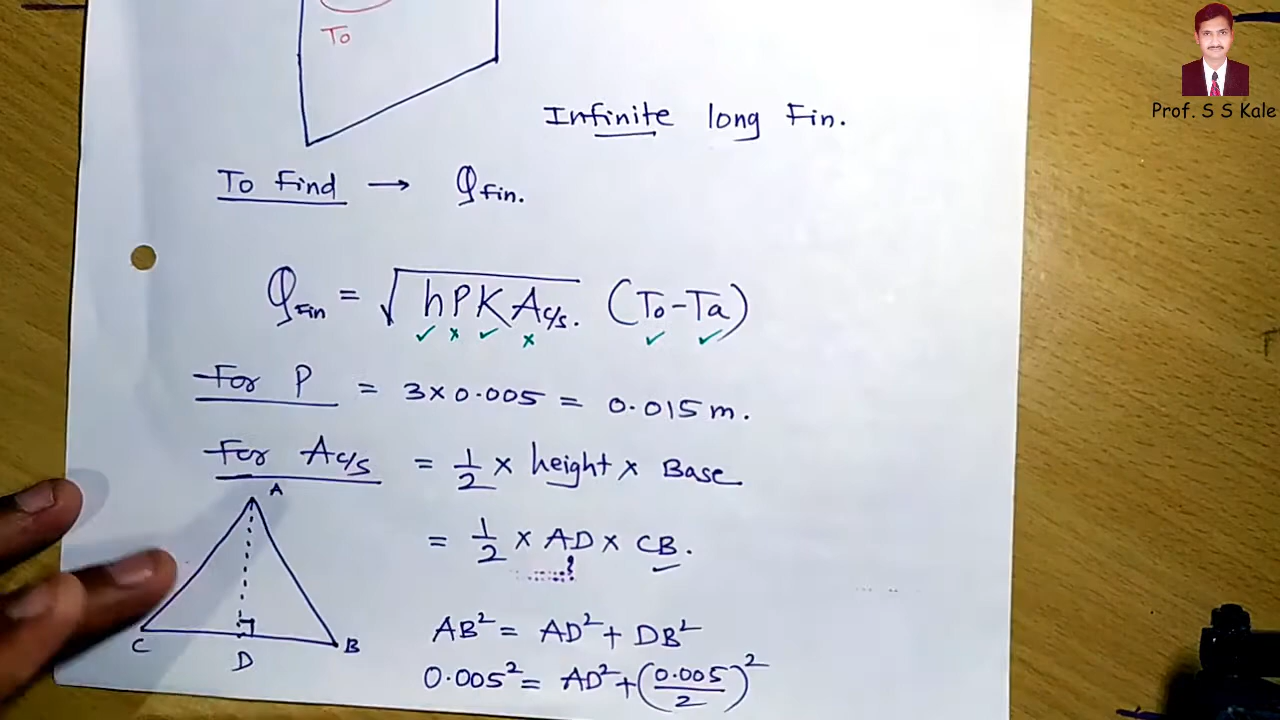 To
Prof. S S Kale
Infinite long Fin.
To Find → Qfin.
Qfin = √hPKAc/s. (To-Ta)
✓ × ✓ × ✓ ✓
For P = 3×0.005 = 0.015m.
For Ac/s = 1/2 × height × Base
A
= 1/2 × AD × CB.
?
C D B
AB² = AD² + DB²
0.005² = AD² + (0.005/2)²